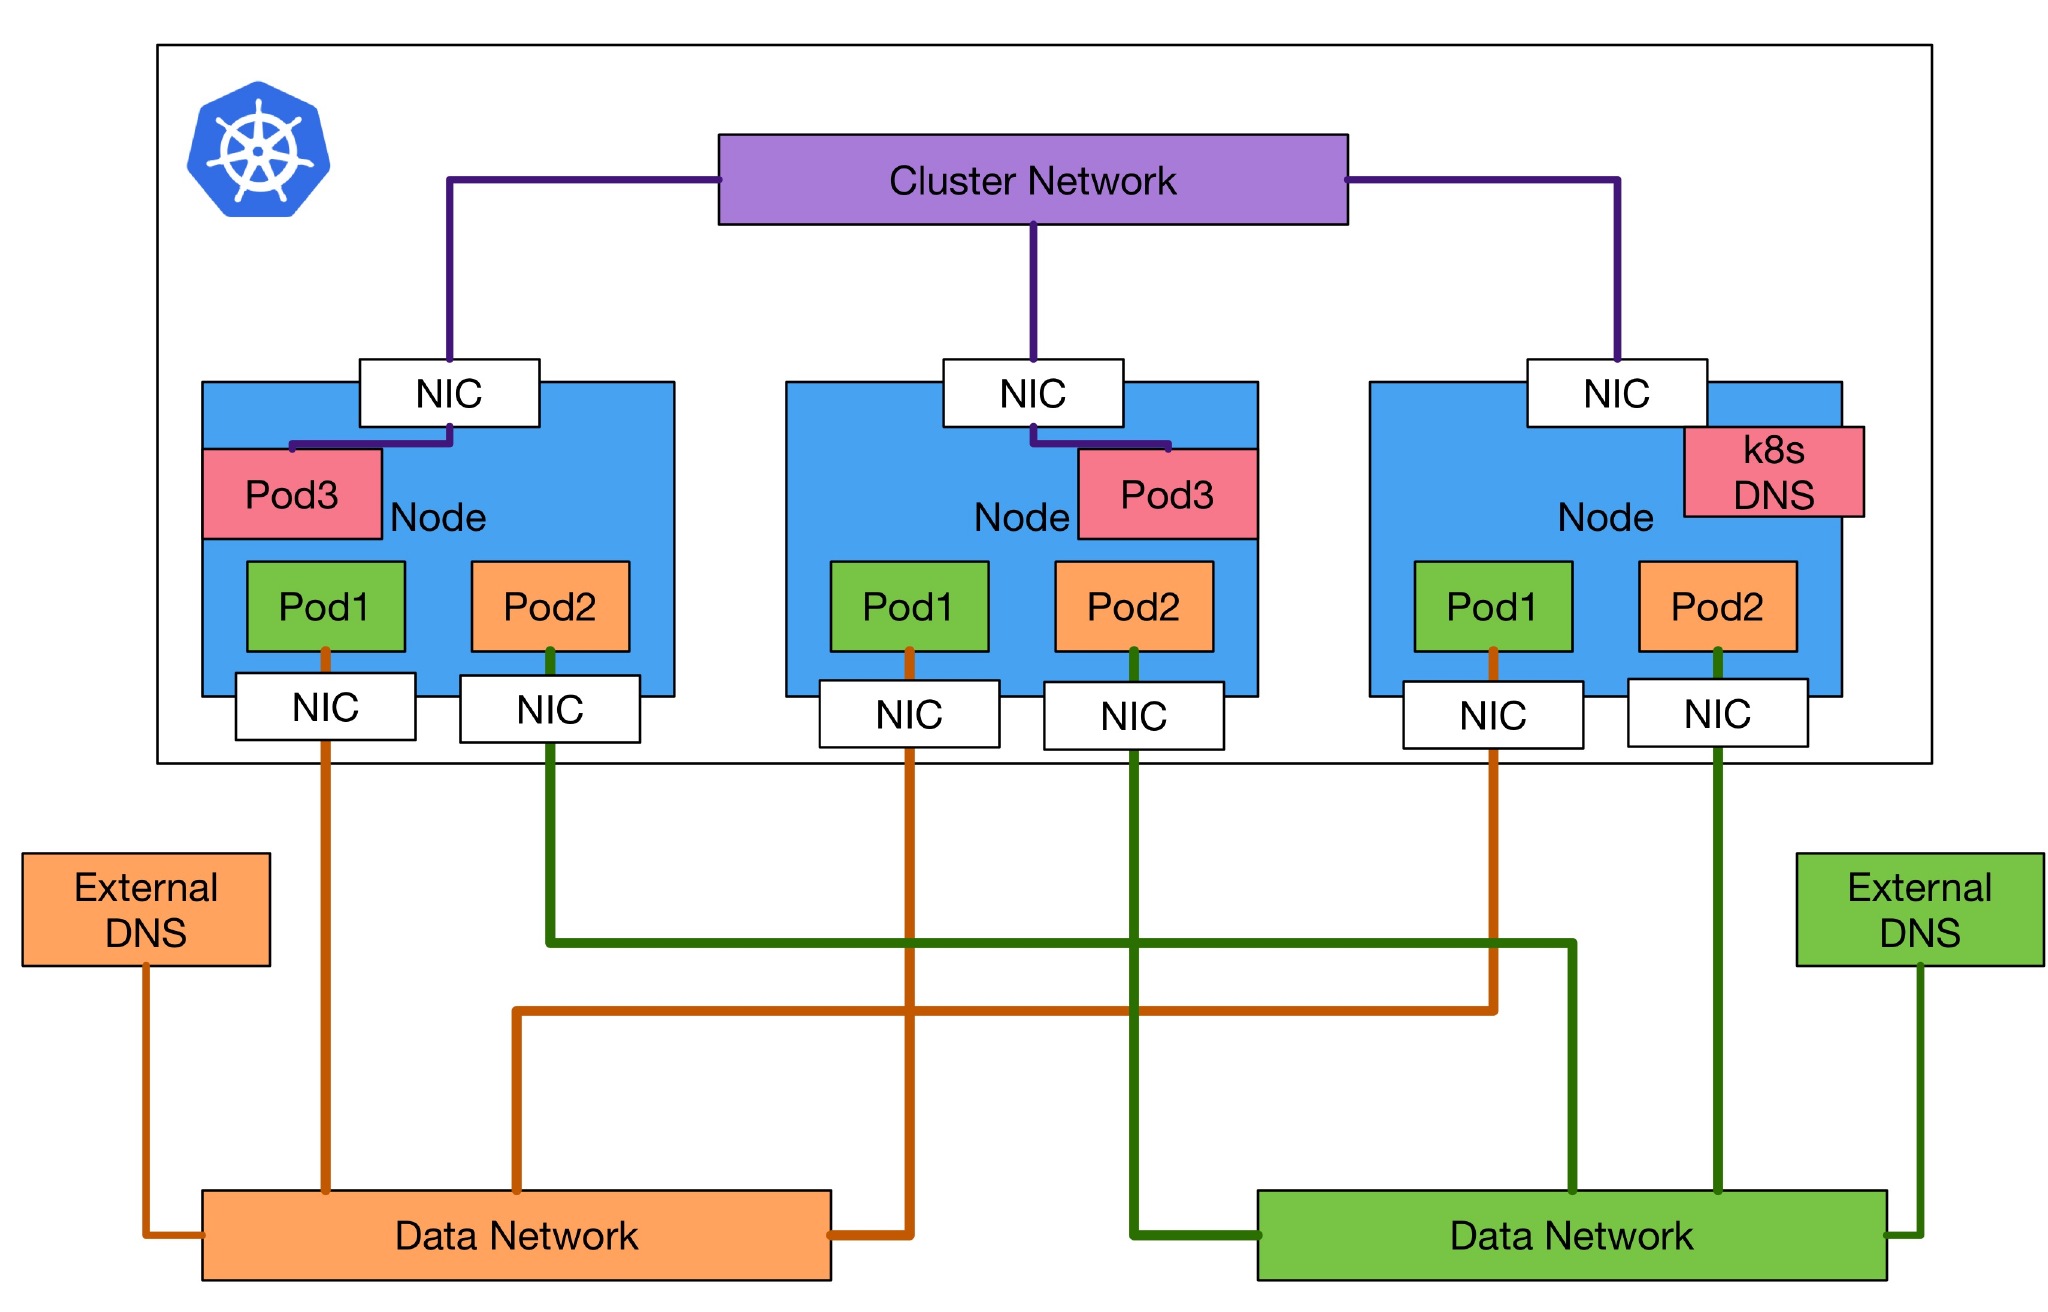 Cluster Network
NIC
NIC
NIC
Pod3
Node
Node
Pod3
Node
k8s
DNS
Pod1
Pod2
Pod1
Pod2
Pod1
Pod2
NIC
NIC
NIC
NIC
NIC
NIC
External
DNS
External
DNS
Data Network
Data Network